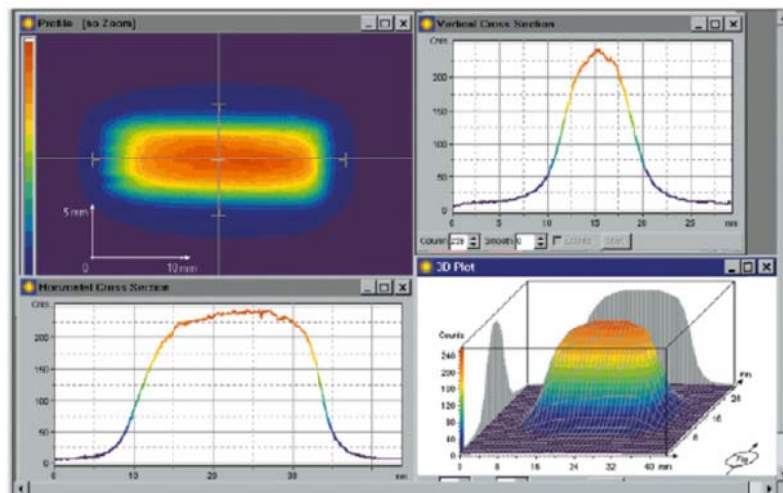 Profile - [no Zoom]
5 mm
0
10 mm
Vertical Cross Section
Cnts.
200
150
100
50
0
0 5 10 15 20 25 mm
Column
Smooth 0
Horizontal Cross Section
Cnts.
200
150
100
50
0
0 10 20 30 mm
3D Plot
Counts
240
200
160
120
80
40
0
0 8 16 24 32 40 mm
8
16
mm